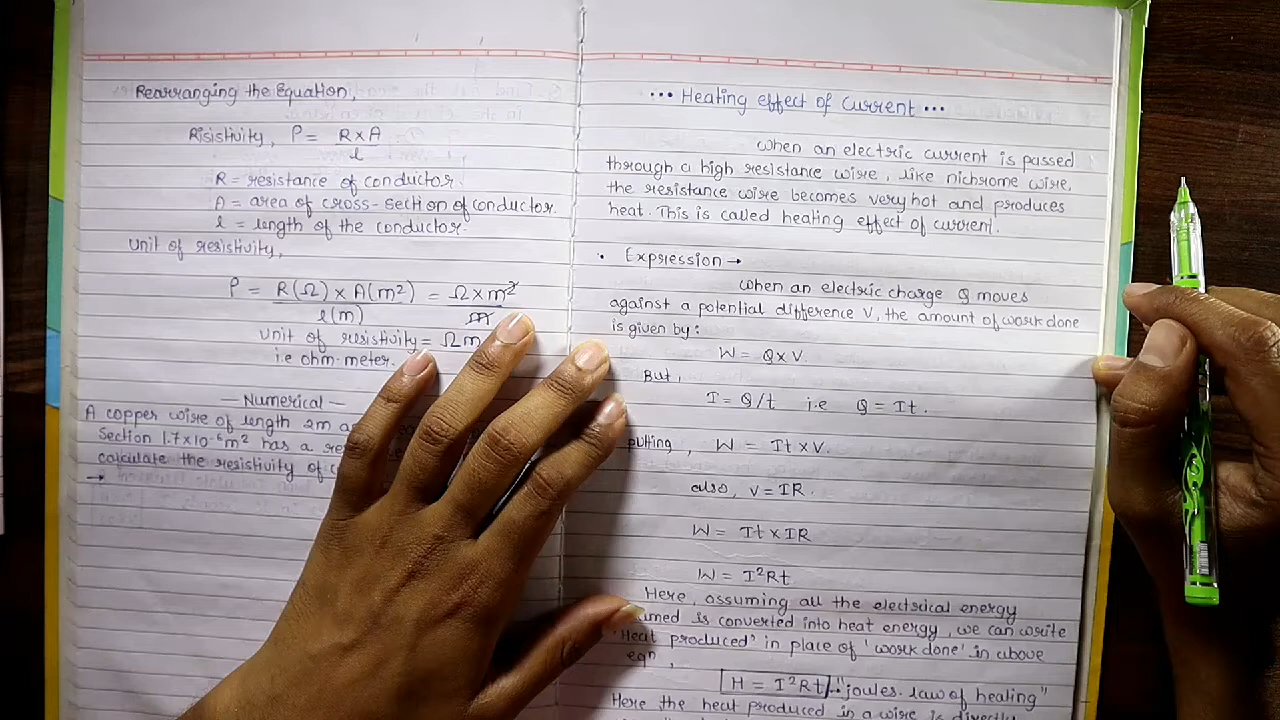 Rearranging the Equation,
Risistivity, ρ = R x A / l
R = resistance of conductor.
A = area of cross-section of conductor.
l = length of the conductor.
Unit of resistivity,
ρ = R(Ω) x A(m²) / l(m) = Ω x m² / m
Unit of resistivity = Ωm
i.e ohm-meter.
— Numerical —
A copper wire of length 2m a
Section 1.7x10⁻⁶m² has a
calculate the resistivity of
→
••• Heating effect of Current •••
When an electric current is passed
through a high resistance wire, like nichrome wire,
the resistance wire becomes very hot and produces
heat. This is called heating effect of current.
• Expression →
When an electric charge Q moves
against a potential difference V, the amount of work done
is given by:
W = Q x V.
But,
I = Q/t i.e Q = It.
putting, W = It x V.
also, V = IR.
W = It x IR
W = I²Rt.
Here, assuming all the electrical energy
umed is converted into heat energy, we can write
'Heat produced' in place of 'work done' in above
eqⁿ,
H = I²Rt .. "joules law of heating"
Here the heat produced in a wire is directly